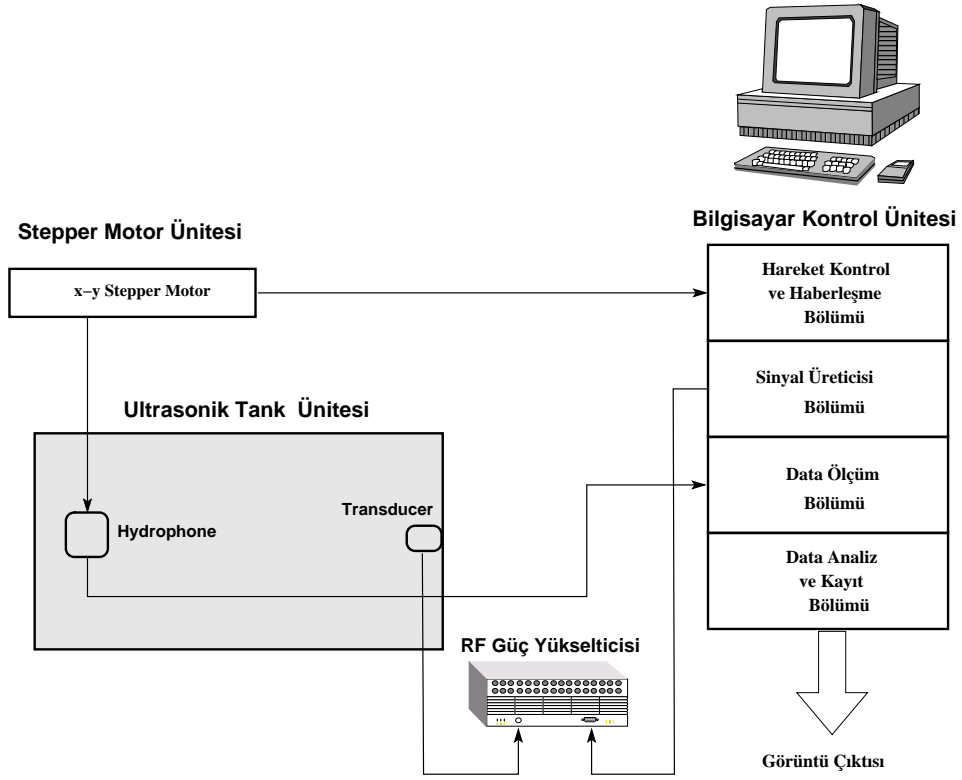 Stepper Motor Ünitesi
x–y Stepper Motor
Bilgisayar Kontrol Ünitesi
Hareket Kontrol
ve Haberleşme
Bölümü
Sinyal Üreticisi
Bölümü
Data Ölçüm
Bölümü
Data Analiz
ve Kayıt
Bölümü
Ultrasonik Tank Ünitesi
Hydrophone
Transducer
RF Güç Yükselticisi
Görüntü Çıktısı